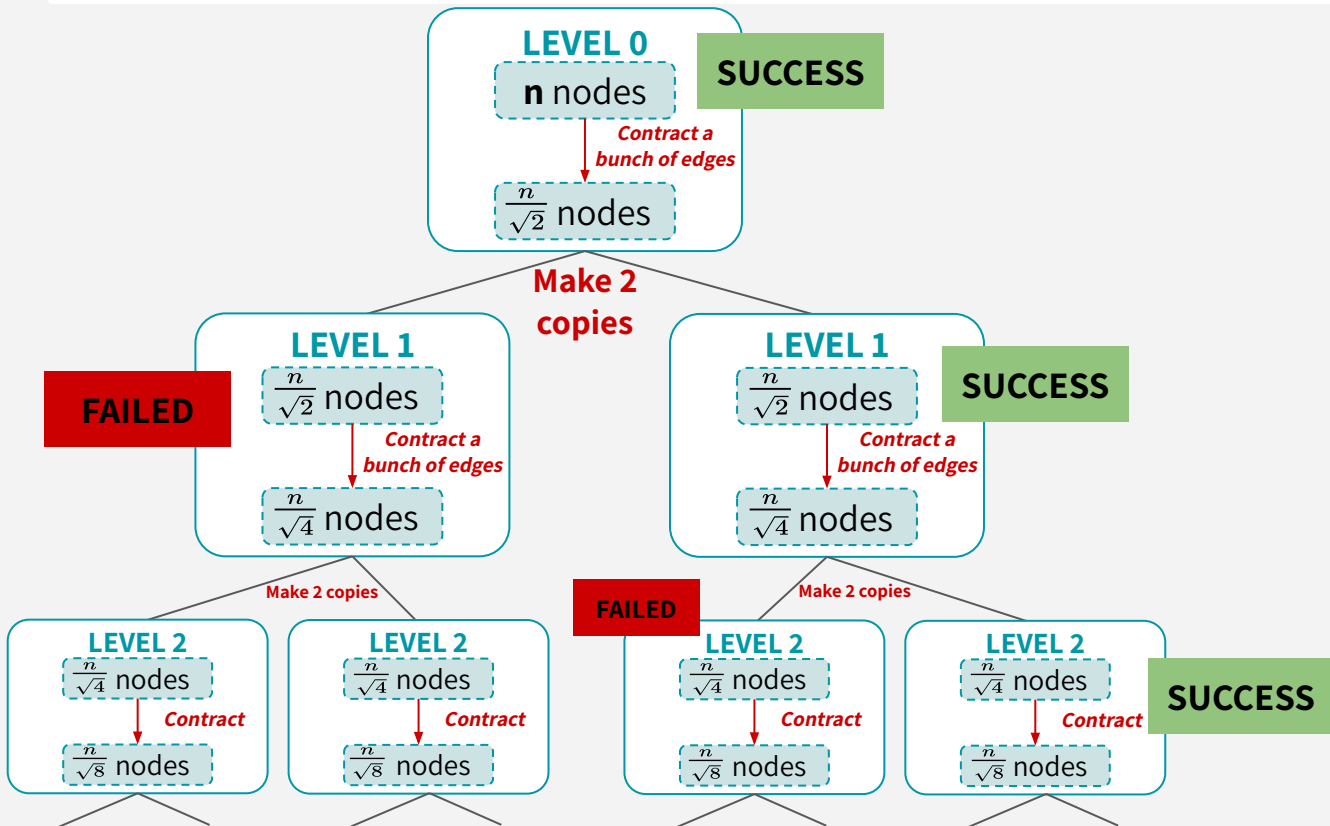 LEVEL 0
SUCCESS
n nodes
Contract a
bunch of edges
n/√2 nodes
Make 2
copies
LEVEL 1
n/√2 nodes
FAILED
Contract a
bunch of edges
n/√4 nodes
LEVEL 1
n/√2 nodes
SUCCESS
Contract a
bunch of edges
n/√4 nodes
Make 2 copies
Make 2 copies
FAILED
LEVEL 2
n/√4 nodes
Contract
n/√8 nodes
LEVEL 2
n/√4 nodes
Contract
n/√8 nodes
LEVEL 2
n/√4 nodes
Contract
n/√8 nodes
LEVEL 2
n/√4 nodes
Contract
n/√8 nodes
SUCCESS